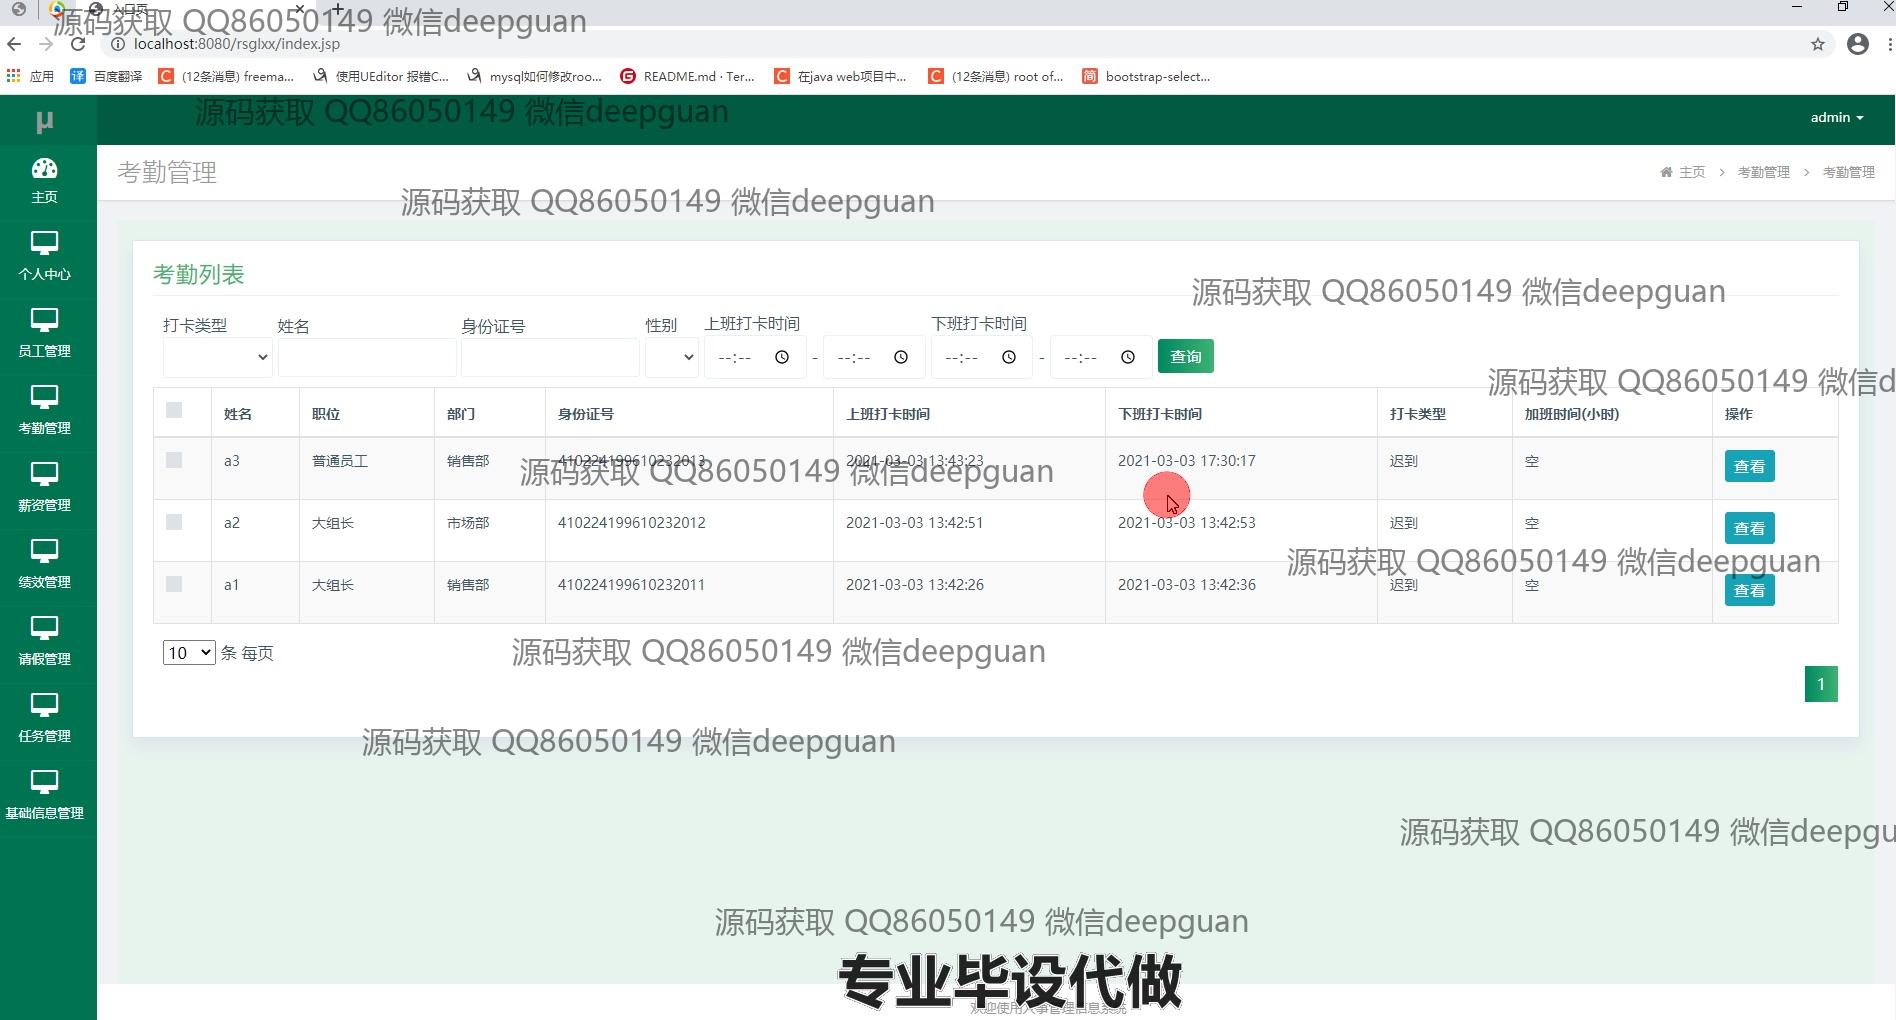 入口页
源码获取 QQ86050149 微信deepguan
localhost:8080/rsglxx/index.jsp
应用 百度翻译 (12条消息) freema... 使用UEditor 报错C... mysql如何修改roo... README.md · Ter... 在java web项目中... (12条消息) root of... bootstrap-select...
源码获取 QQ86050149 微信deepguan
µ
admin
主页
考勤管理
主页 > 考勤管理 > 考勤管理
源码获取 QQ86050149 微信deepguan
个人中心
员工管理
考勤管理
薪资管理
绩效管理
请假管理
任务管理
基础信息管理
考勤列表
源码获取 QQ86050149 微信deepguan
打卡类型 姓名 身份证号 性别 上班打卡时间 下班打卡时间
--:-- - --:-- --:-- - --:-- 查询
源码获取 QQ86050149 微信d
姓名 职位 部门 身份证号 上班打卡时间 下班打卡时间 打卡类型 加班时间(小时) 操作
a3 普通员工 销售部 410224199610232013 2021-03-03 13:43:23 2021-03-03 17:30:17 迟到 空 查看
源码获取 QQ86050149 微信deepguan
a2 大组长 市场部 410224199610232012 2021-03-03 13:42:51 2021-03-03 13:42:53 迟到 空 查看
源码获取 QQ86050149 微信deepguan
a1 大组长 销售部 410224199610232011 2021-03-03 13:42:26 2021-03-03 13:42:36 迟到 空 查看
10 条 每页
源码获取 QQ86050149 微信deepguan
1
源码获取 QQ86050149 微信deepguan
源码获取 QQ86050149 微信deepgu
源码获取 QQ86050149 微信deepguan
专业毕设代做
欢迎使用人事管理信息系统